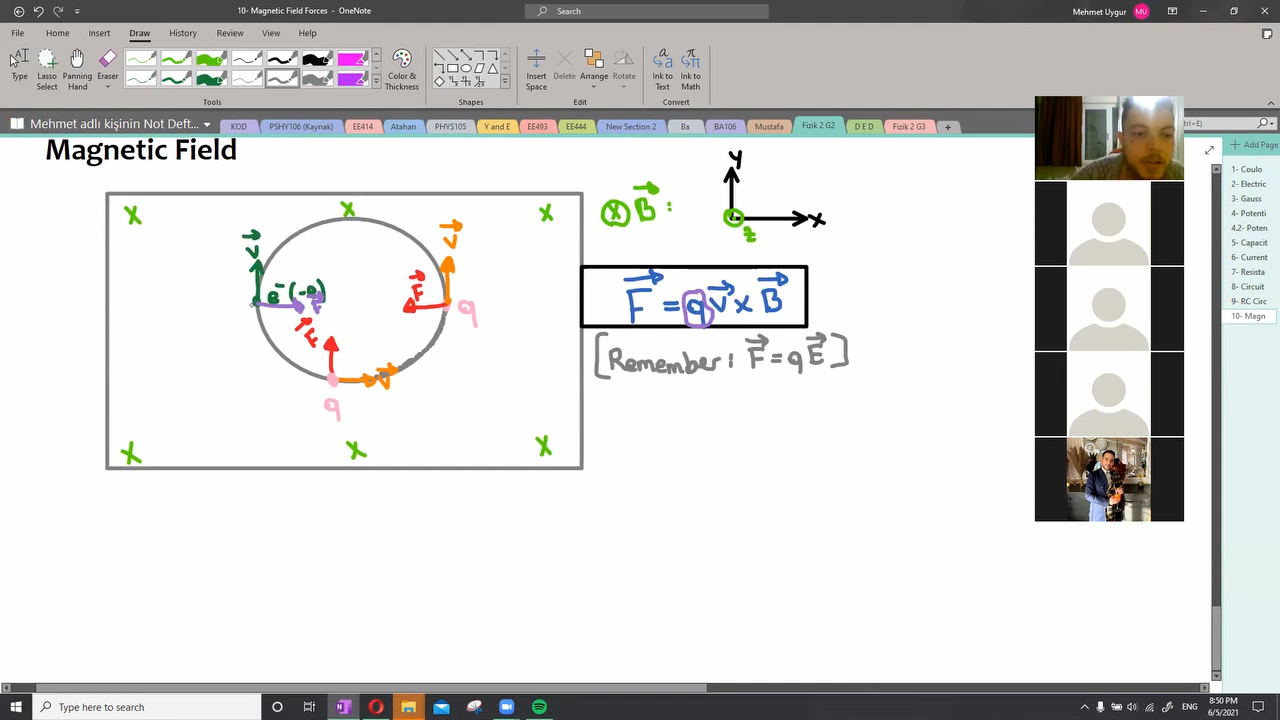 10- Magnetic Field Forces - OneNote
Search
Mehmet Uygur MU
File Home Insert Draw History Review View Help
Type
Lasso Select
Panning Hand
Eraser
Color & Thickness
Insert Space
Delete
Arrange
Rotate
Ink to Text
Ink to Math
Tools Shapes Edit Convert
Mehmet adlı kişinin Not Deft...
KOD PSHY106 (Kaynak) EE414 Atahan PHYS105 Y and E EE493 EE444 New Section 2 Ba BA106 Mustafa Fizik 2 G2 D E D Fizik 2 G3 +
trl+E)
Add Page
1- Coulo
2- Electric
3- Gauss
4- Potenti
4.2- Poten
5- Capacit
6- Current
7- Resista
8- Circuit
9- RC Circ
10- Magn
Magnetic Field
X X X
X B :
y
x
z
V V
F
q
F
F
q
V
X X X
F = q V x B
[Remember: F = q E]
Type here to search
ENG
8:50 PM
6/5/2021